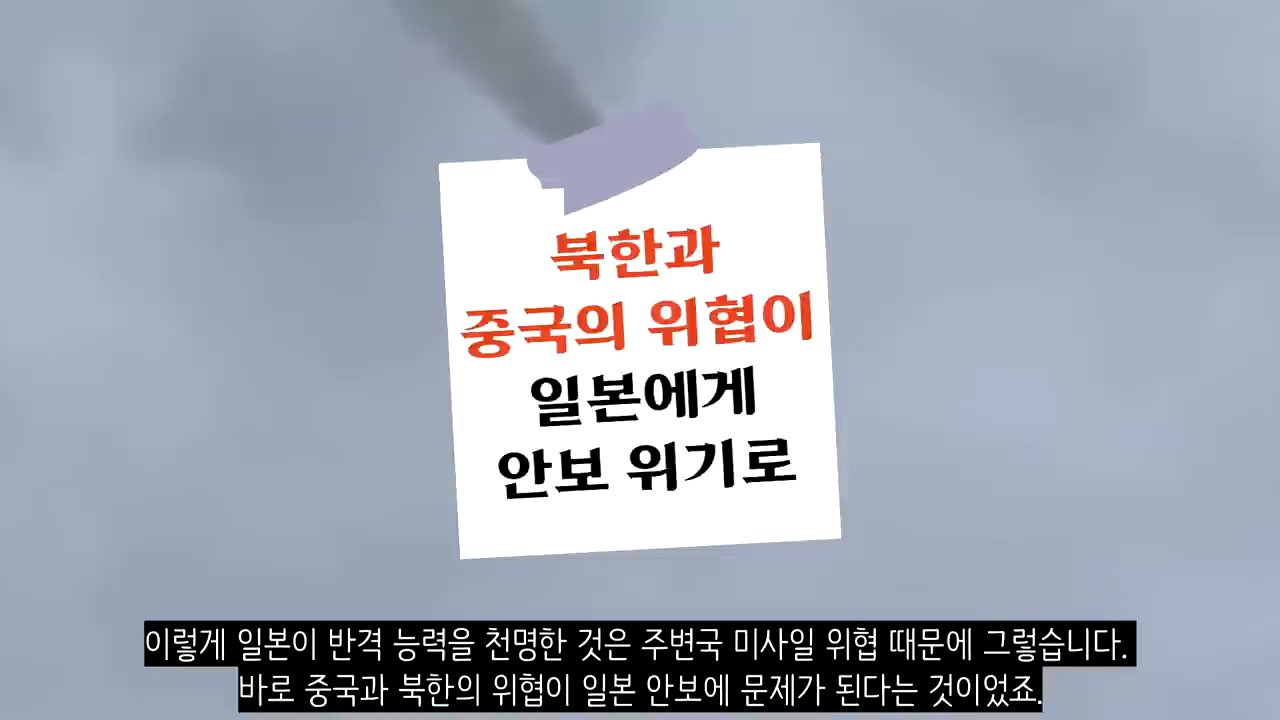 북한과
중국의 위협이
일본에게
안보 위기로
이렇게 일본이 반격 능력을 천명한 것은 주변국 미사일 위협 때문에 그렇습니다.
바로 중국과 북한의 위협이 일본 안보에 문제가 된다는 것이었죠.